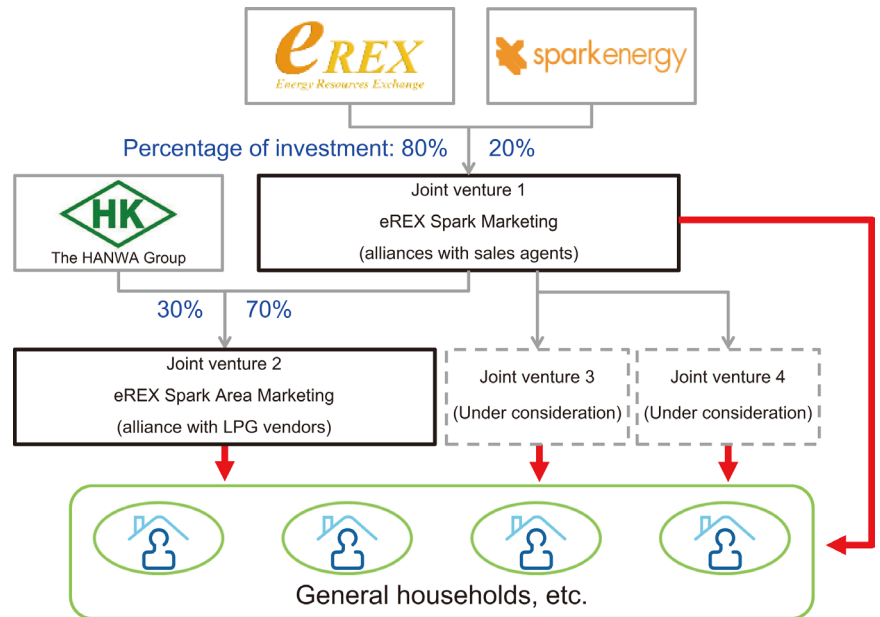 eREX
Energy Resources Exchange
sparkenergy
Percentage of investment: 80% 20%
HK
The HANWA Group
Joint venture 1
eREX Spark Marketing
(alliances with sales agents)
30% 70%
Joint venture 2
eREX Spark Area Marketing
(alliance with LPG vendors)
Joint venture 3
(Under consideration)
Joint venture 4
(Under consideration)
General households, etc.